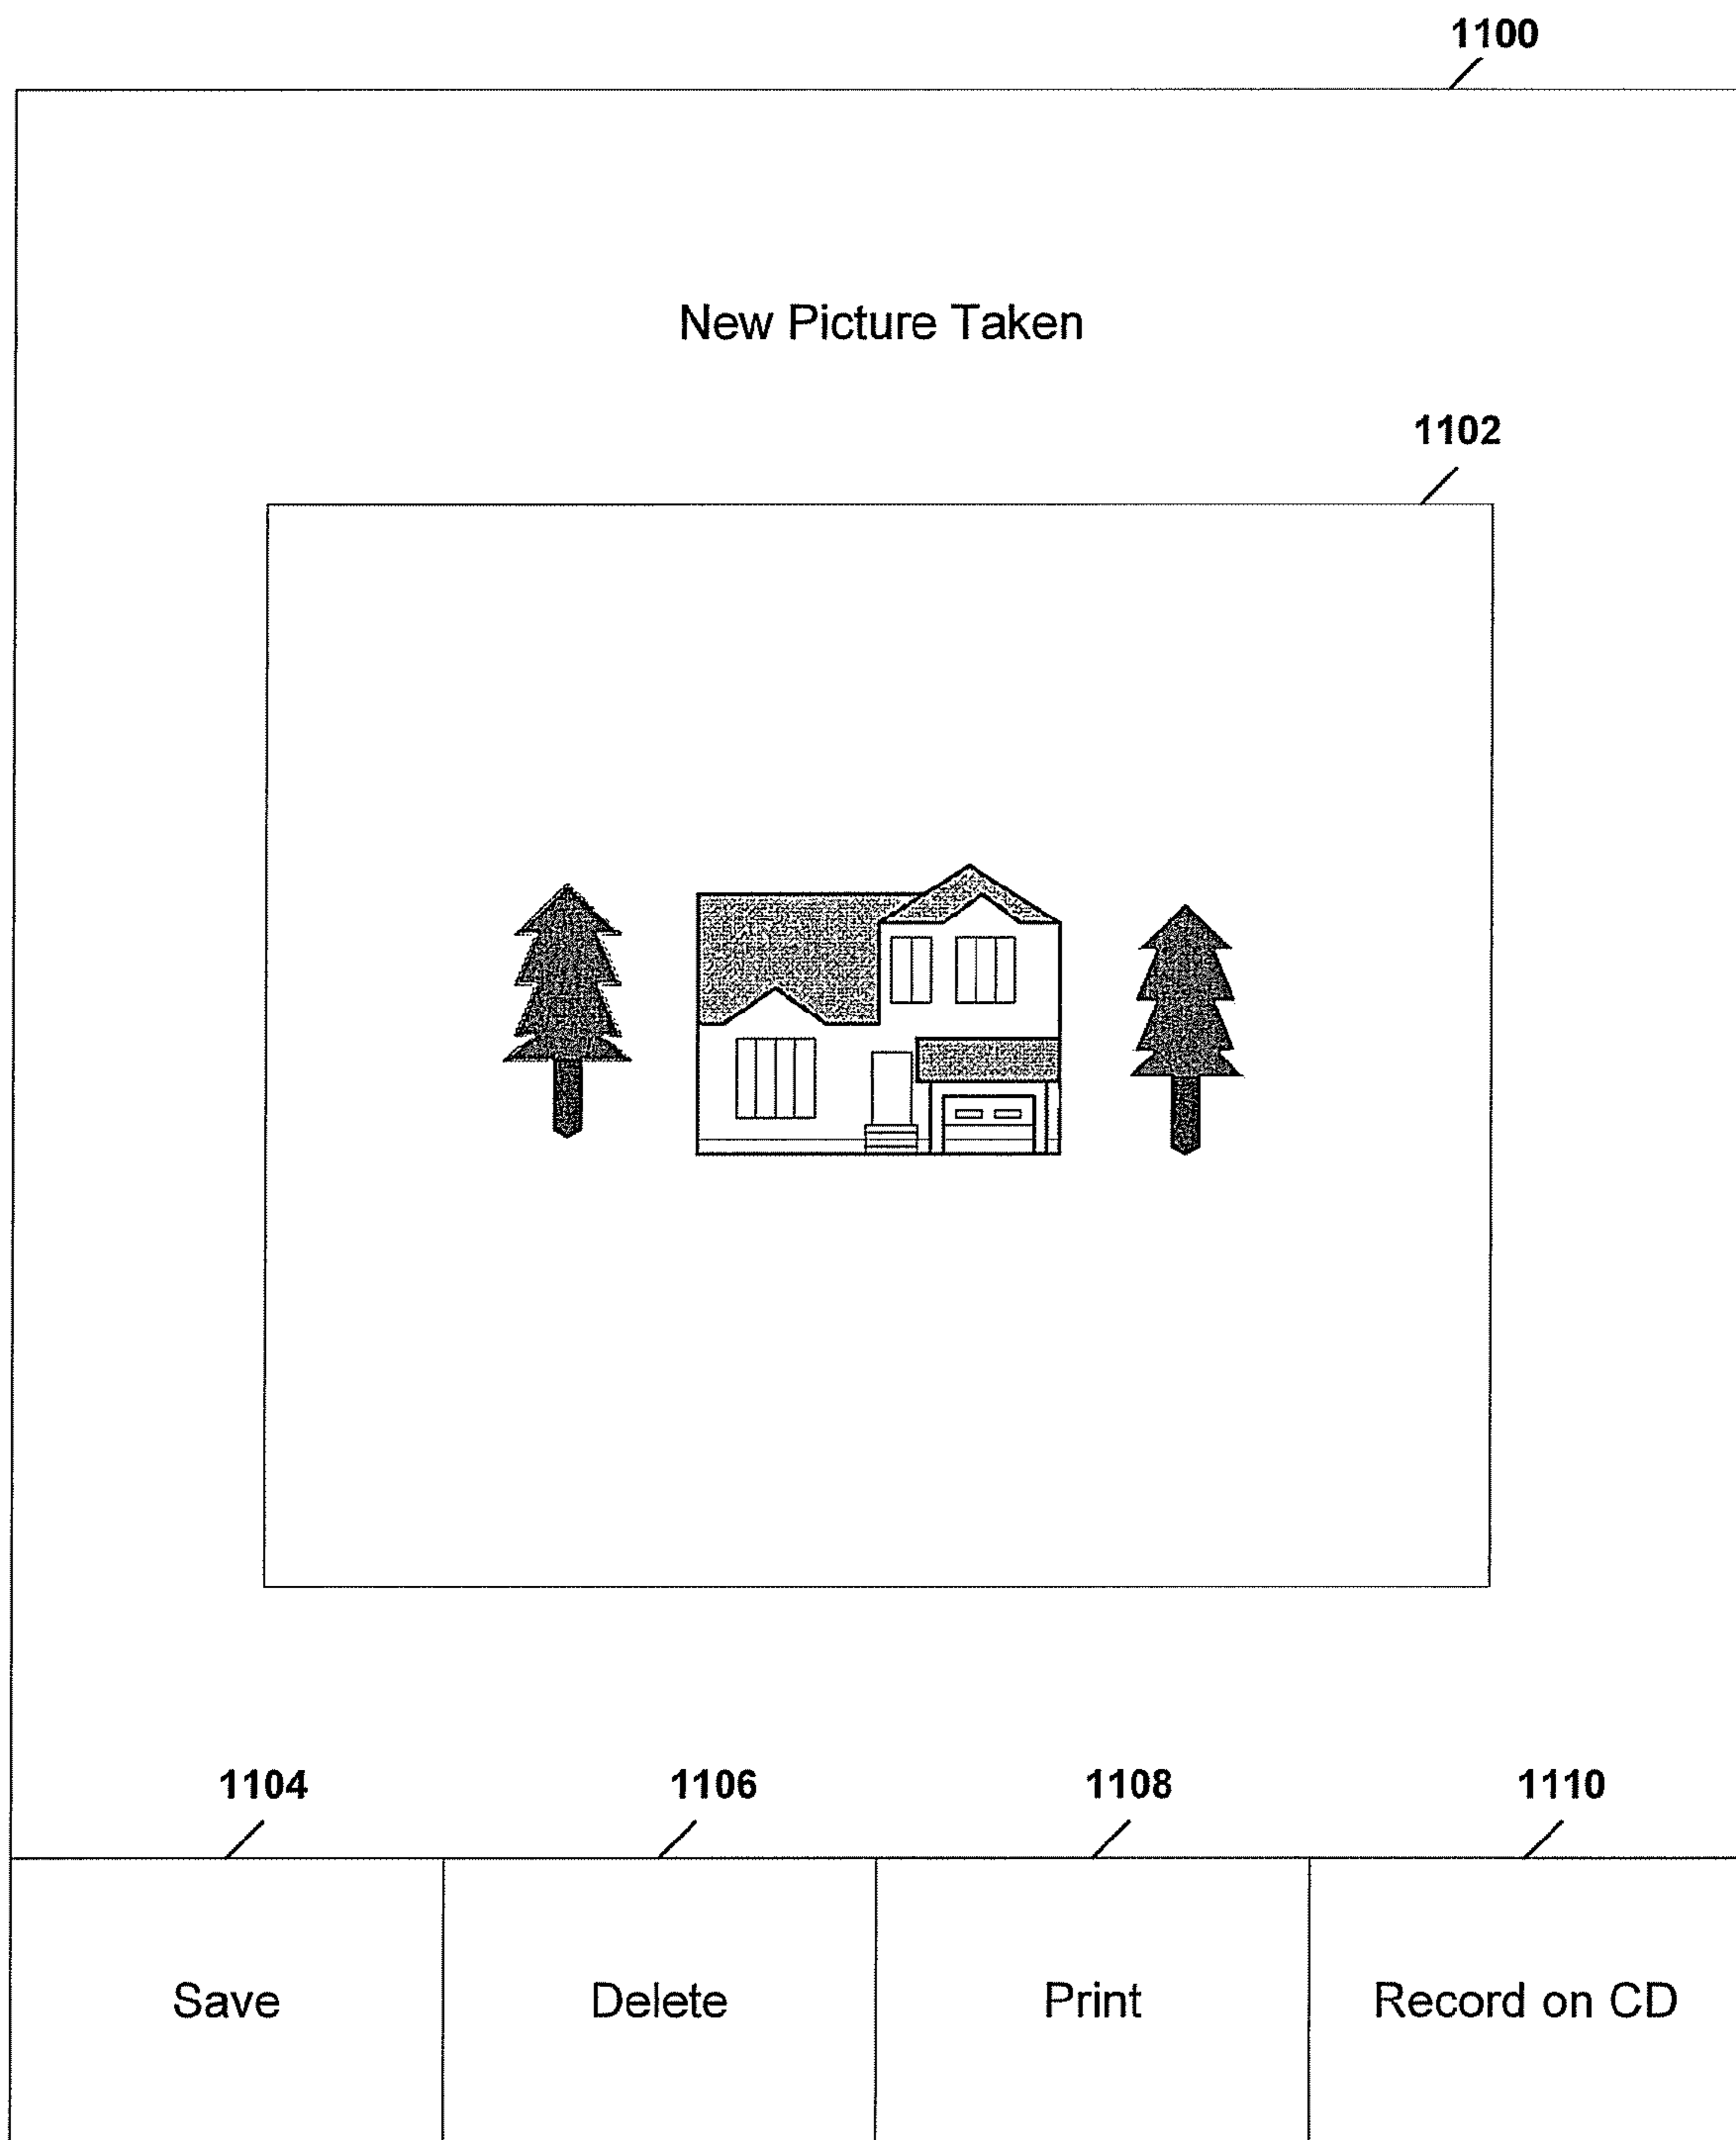 1100
New Picture Taken
1102
1104 1106 1108 1110
Save Delete Print Record on CD